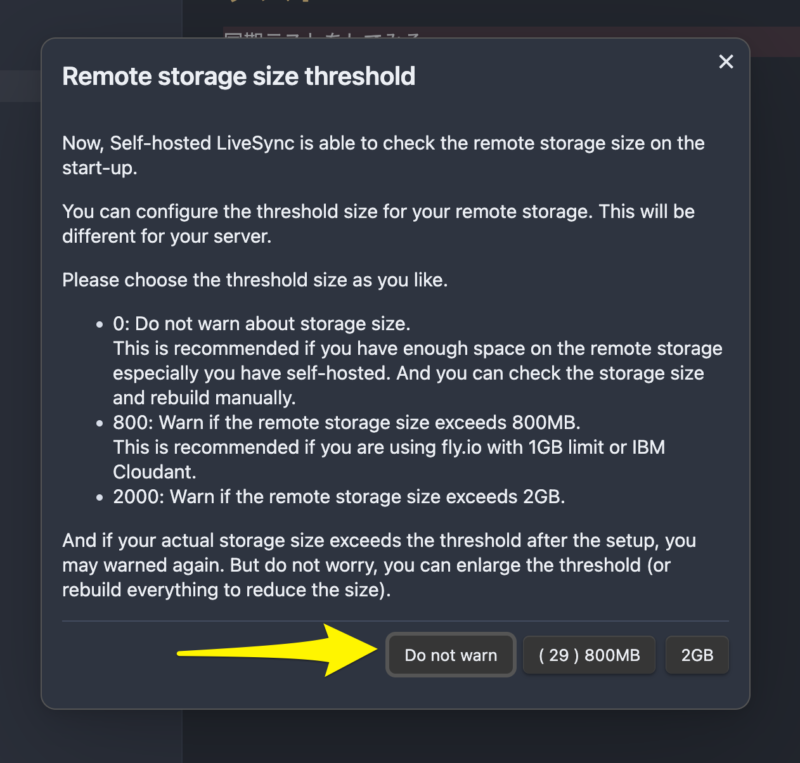 Remote storage size threshold
Now, Self-hosted LiveSync is able to check the remote storage size on the
start-up.
You can configure the threshold size for your remote storage. This will be
different for your server.
Please choose the threshold size as you like.
• 0: Do not warn about storage size.
This is recommended if you have enough space on the remote storage
especially you have self-hosted. And you can check the storage size
and rebuild manually.
• 800: Warn if the remote storage size exceeds 800MB.
This is recommended if you are using fly.io with 1GB limit or IBM
Cloudant.
• 2000: Warn if the remote storage size exceeds 2GB.
And if your actual storage size exceeds the threshold after the setup, you
may warned again. But do not worry, you can enlarge the threshold (or
rebuild everything to reduce the size).
Do not warn
( 29 ) 800MB
2GB